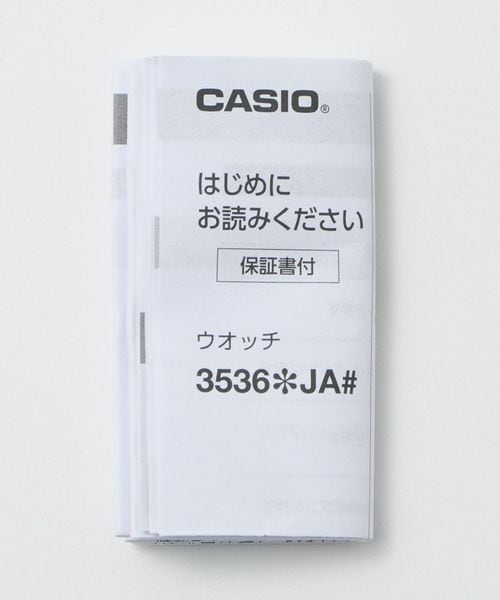 CASIO®
はじめに
お読みください
保証書付
ウオッチ
3536✻JA#